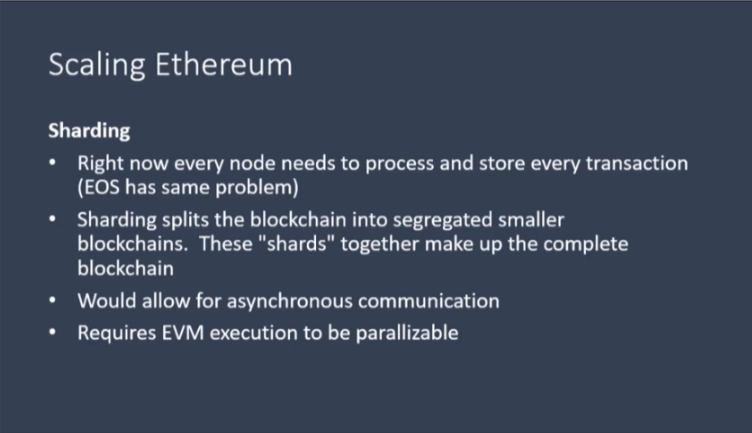 Scaling Ethereum
Sharding
• Right now every node needs to process and store every transaction
(EOS has same problem)
• Sharding splits the blockchain into segregated smaller
blockchains. These "shards" together make up the complete
blockchain
• Would allow for asynchronous communication
• Requires EVM execution to be parallizable